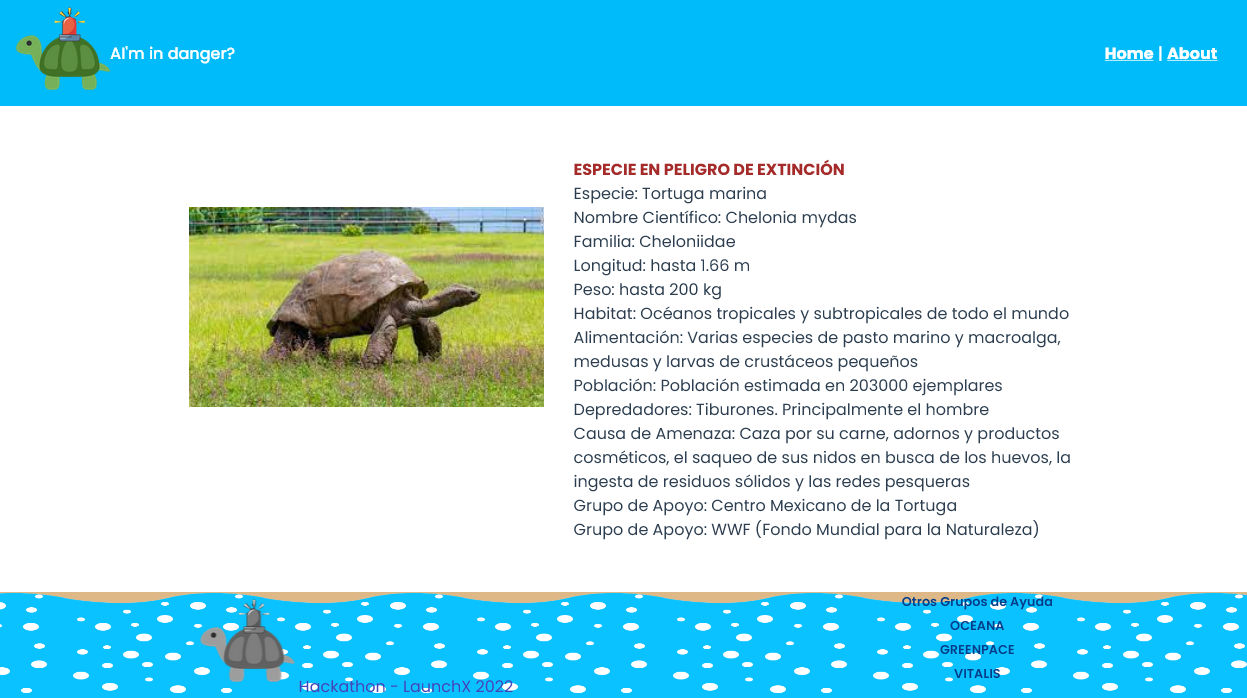 AI'm in danger?
Home | About
ESPECIE EN PELIGRO DE EXTINCIÓN
Especie: Tortuga marina
Nombre Científico: Chelonia mydas
Familia: Cheloniidae
Longitud: hasta 1.66 m
Peso: hasta 200 kg
Habitat: Océanos tropicales y subtropicales de todo el mundo
Alimentación: Varias especies de pasto marino y macroalga,
medusas y larvas de crustáceos pequeños
Población: Población estimada en 203000 ejemplares
Depredadores: Tiburones. Principalmente el hombre
Causa de Amenaza: Caza por su carne, adornos y productos
cosméticos, el saqueo de sus nidos en busca de los huevos, la
ingesta de residuos sólidos y las redes pesqueras
Grupo de Apoyo: Centro Mexicano de la Tortuga
Grupo de Apoyo: WWF (Fondo Mundial para la Naturaleza)
Otros Grupos de Ayuda
OCEANA
GREENPACE
VITALIS
Hackathon - LaunchX 2022